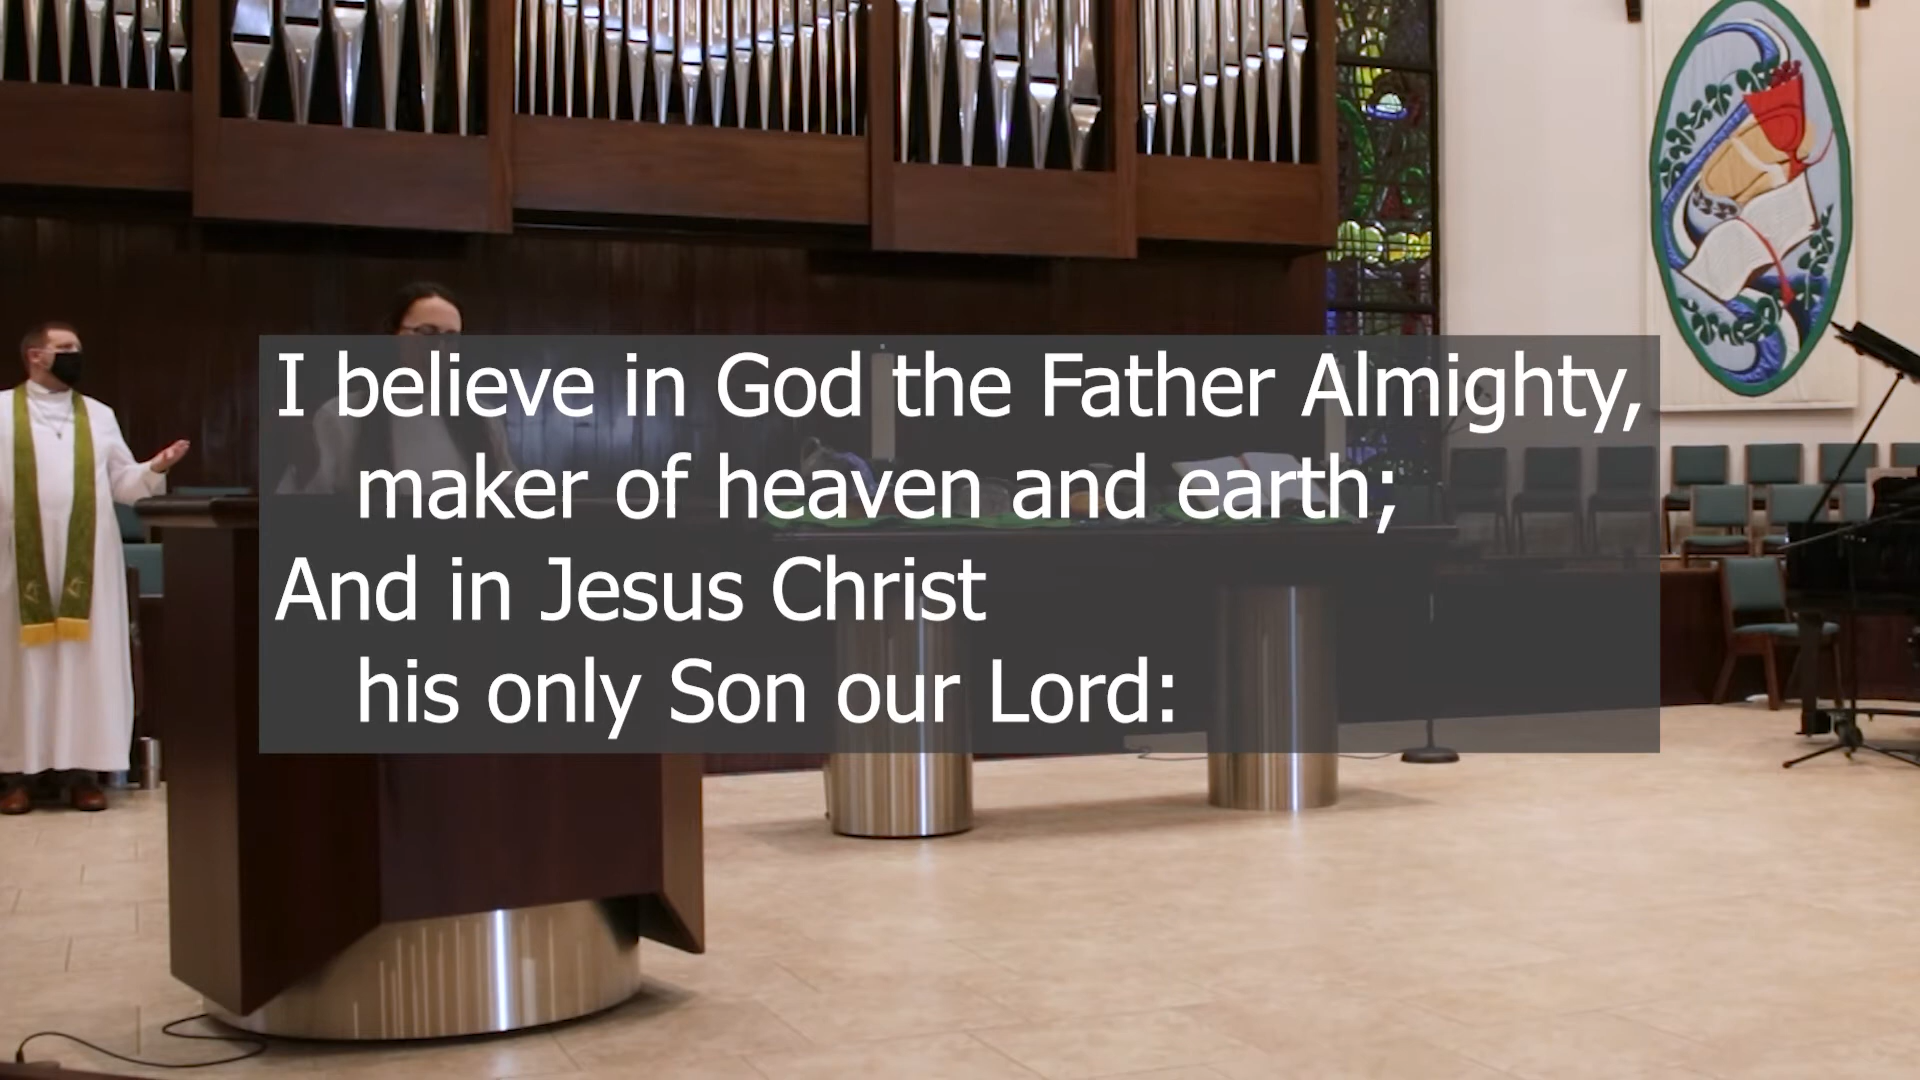 I believe in God the Father Almighty,
maker of heaven and earth;
And in Jesus Christ
his only Son our Lord: